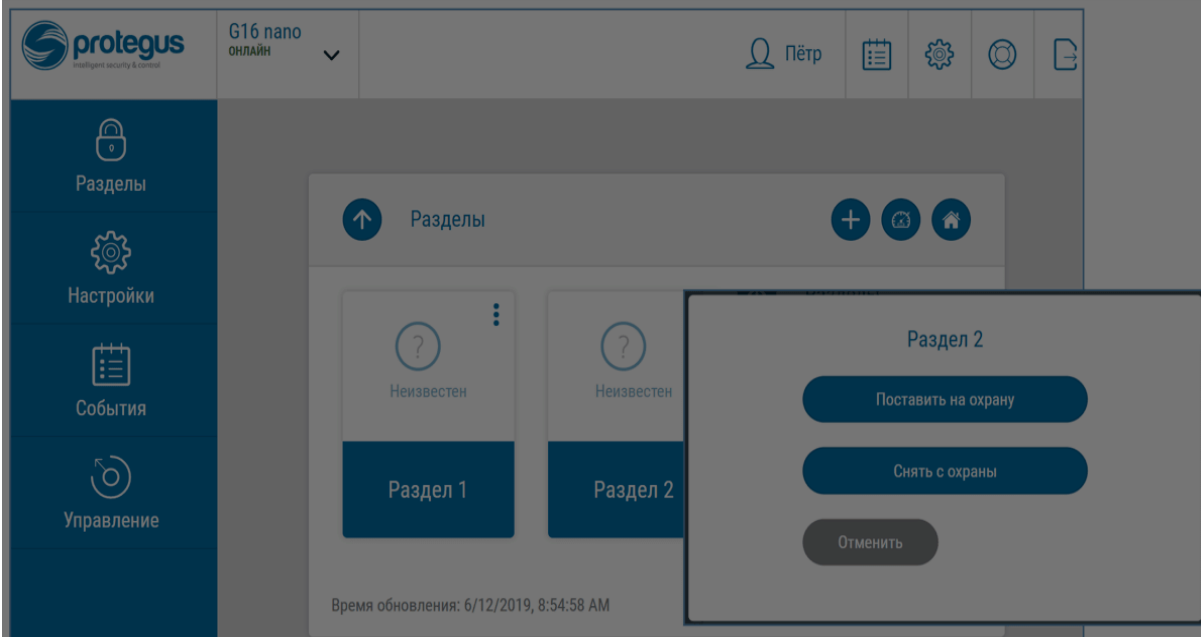 protegus
intelligent security & control
G16 nano
ОНЛАЙН
Пётр
Разделы
Настройки
События
Управление
Разделы
?
Неизвестен
Раздел 1
?
Неизвестен
Раздел 2
Время обновления: 6/12/2019, 8:54:58 AM
Раздел 2
Поставить на охрану
Снять с охраны
Отменить